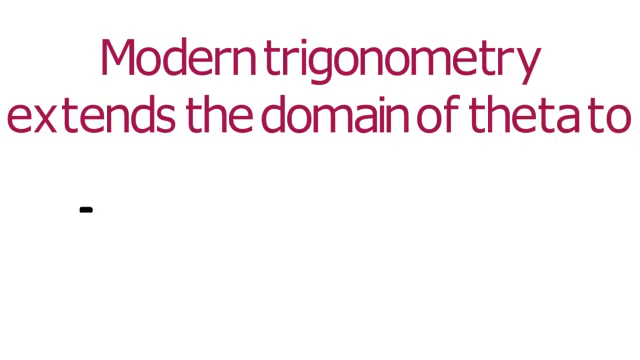 Modern trigonometry
extends the domain of theta to
-